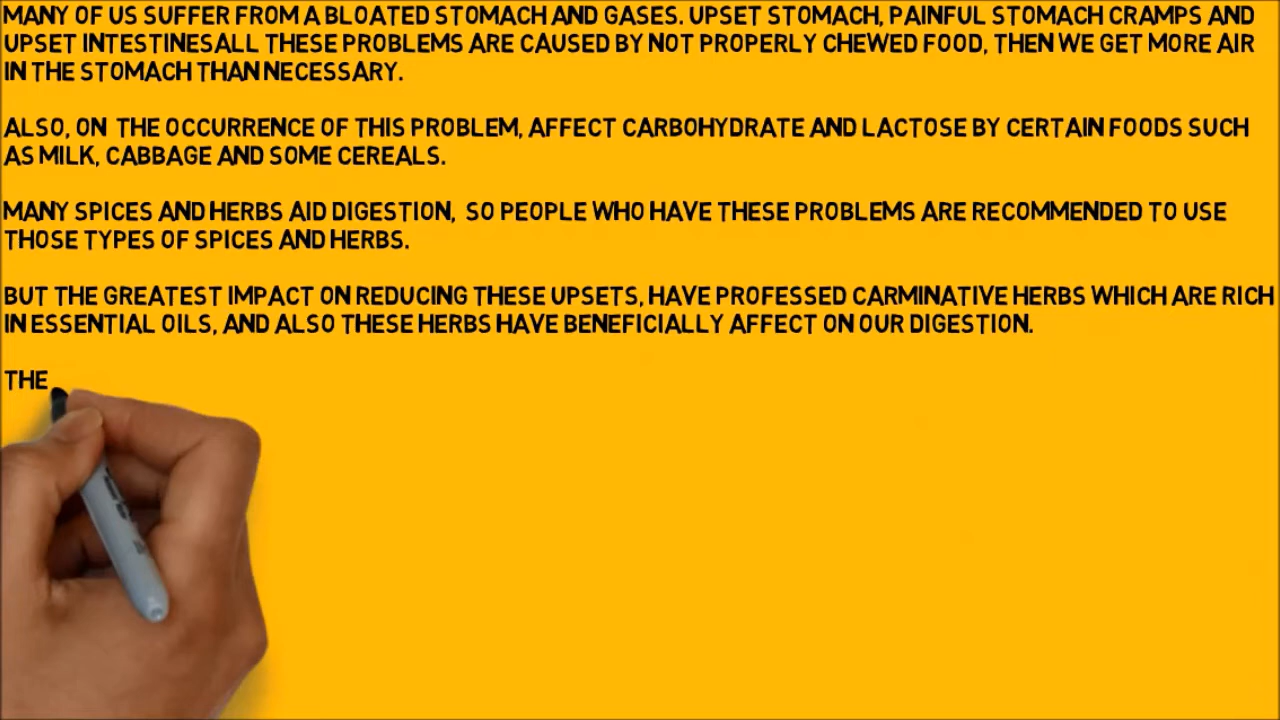 MANY OF US SUFFER FROM A BLOATED STOMACH AND GASES. UPSET STOMACH, PAINFUL STOMACH CRAMPS AND
UPSET INTESTINESALL THESE PROBLEMS ARE CAUSED BY NOT PROPERLY CHEWED FOOD, THEN WE GET MORE AIR
IN THE STOMACH THAN NECESSARY.
ALSO, ON THE OCCURRENCE OF THIS PROBLEM, AFFECT CARBOHYDRATE AND LACTOSE BY CERTAIN FOODS SUCH
AS MILK, CABBAGE AND SOME CEREALS.
MANY SPICES AND HERBS AID DIGESTION, SO PEOPLE WHO HAVE THESE PROBLEMS ARE RECOMMENDED TO USE
THOSE TYPES OF SPICES AND HERBS.
BUT THE GREATEST IMPACT ON REDUCING THESE UPSETS, HAVE PROFESSED CARMINATIVE HERBS WHICH ARE RICH
IN ESSENTIAL OILS, AND ALSO THESE HERBS HAVE BENEFICIALLY AFFECT ON OUR DIGESTION.
THE